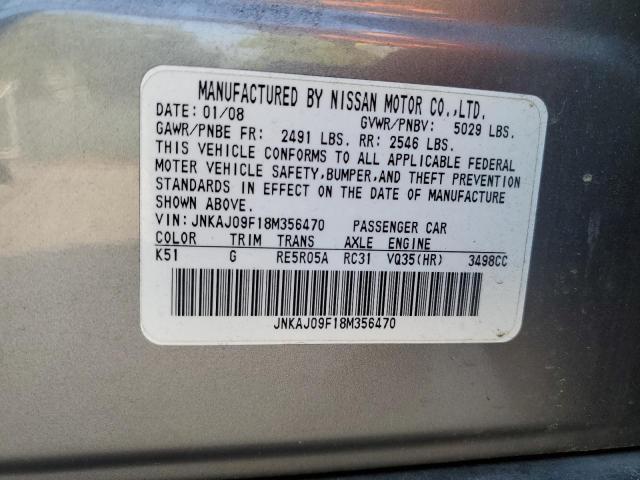 MANUFACTURED BY NISSAN MOTOR CO.,LTD.
DATE: 01/08 GVWR/PNBV: 5029 LBS.
GAWR/PNBE FR: 2491 LBS. RR: 2546 LBS.
THIS VEHICLE CONFORMS TO ALL APPLICABLE FEDERAL
MOTER VEHICLE SAFETY,BUMPER,AND THEFT PREVENTION
STANDARDS IN EFFECT ON THE DATE OF MANUFACTURE
SHOWN ABOVE.
VIN: JNKAJ09F18M356470 PASSENGER CAR
COLOR TRIM TRANS AXLE ENGINE
K51 G RE5R05A RC31 VQ35(HR) 3498CC
JNKAJ09F18M356470